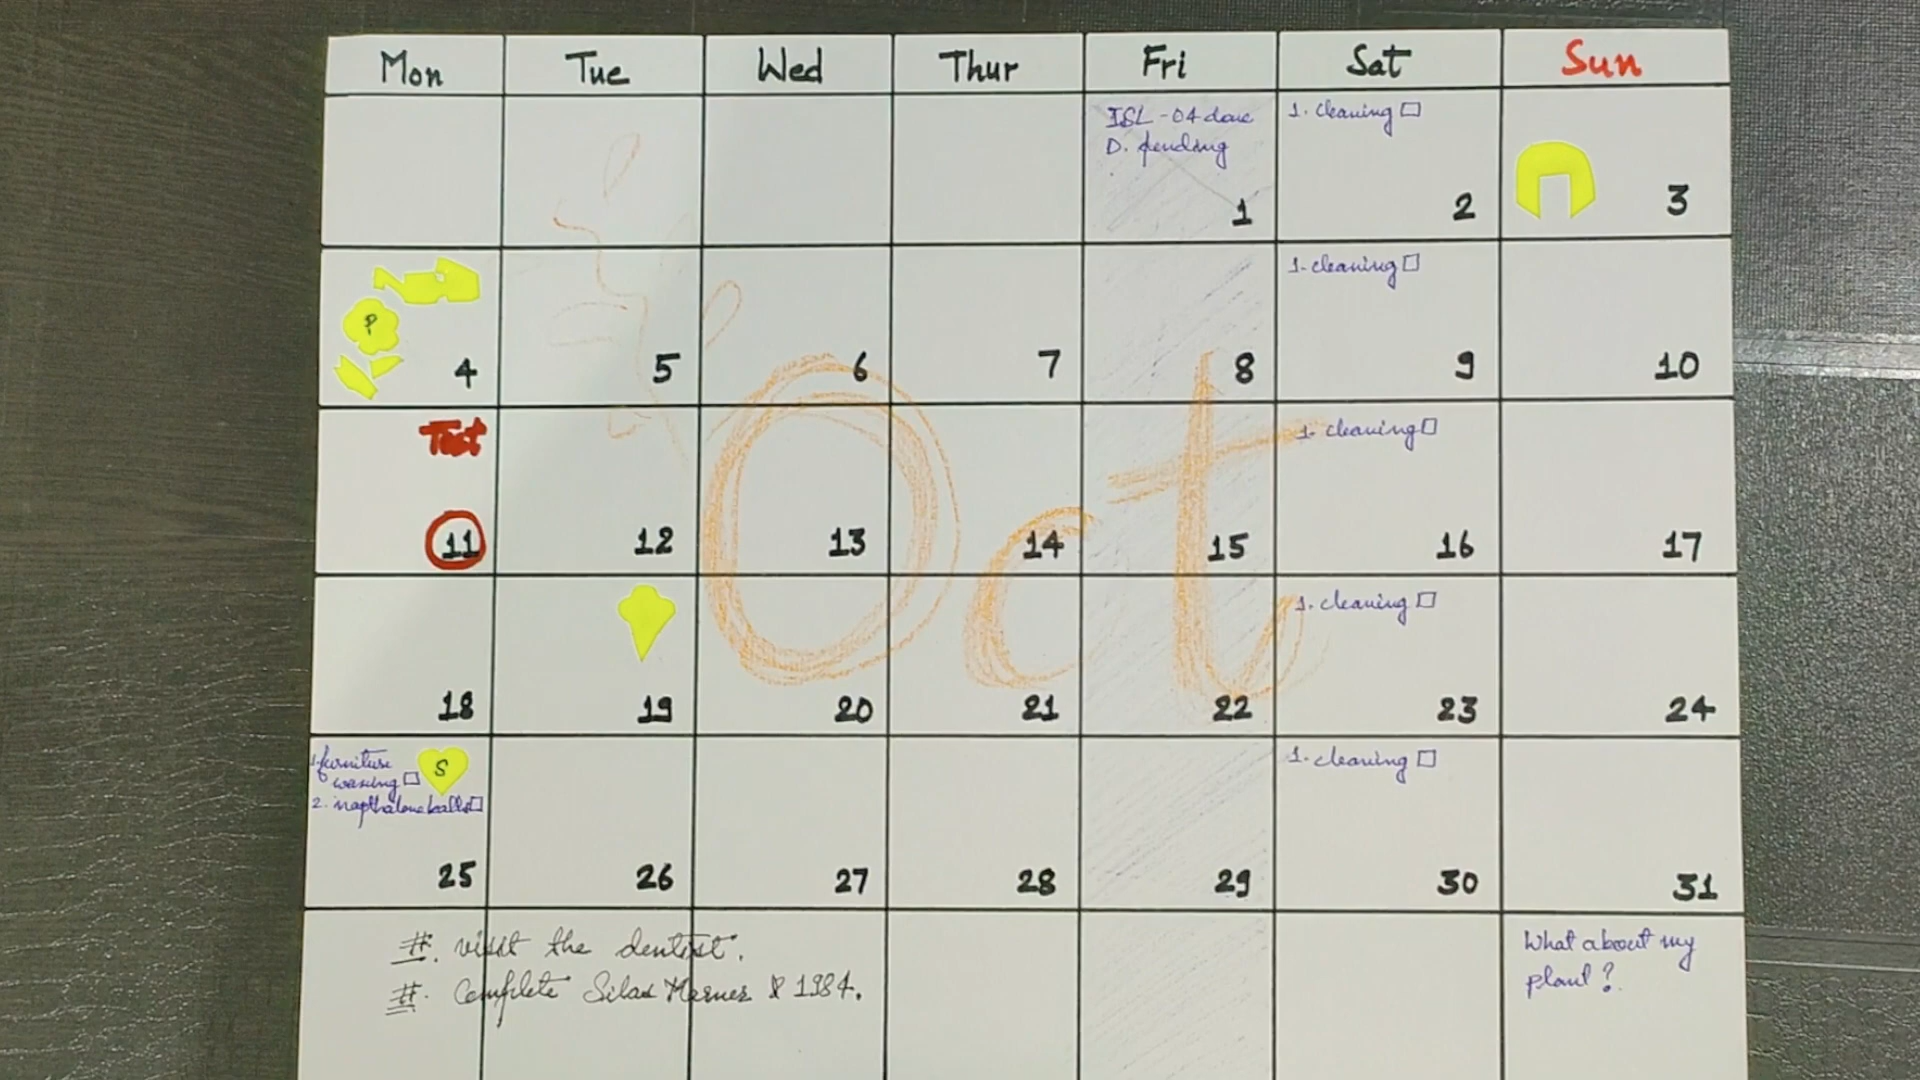 Mon Tue Wed Thur Fri Sat Sun
ISL - 04 done
D. pending
1
1. cleaning
2
3
P
4
5
6
7
8
1. cleaning
9
10
Test
11
12
13
14
15
1. cleaning
16
17
18
19
20
21
22
1. cleaning
23
24
1. furniture
waxing
S
2. napthalene balls
25
26
27
28
29
1. cleaning
30
31
Oct
#. visit the dentist.
#. Complete Silas Marner & 1984.
What about my
plant?